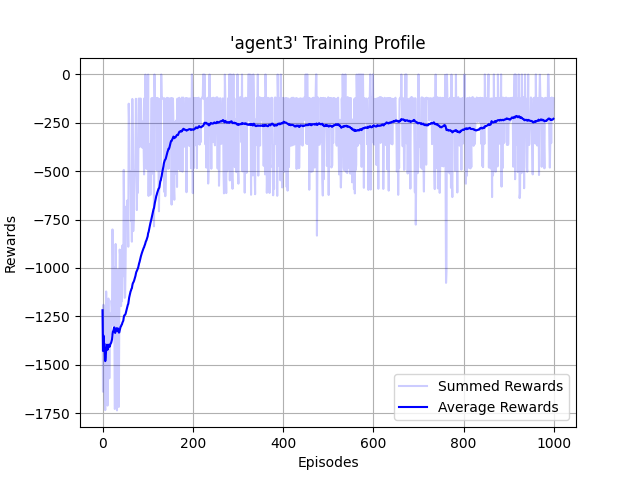 'agent3' Training Profile
0
−250
−500
−750
−1000
−1250
−1500
−1750
Rewards
Summed Rewards
Average Rewards
0
200
400
600
800
1000
Episodes